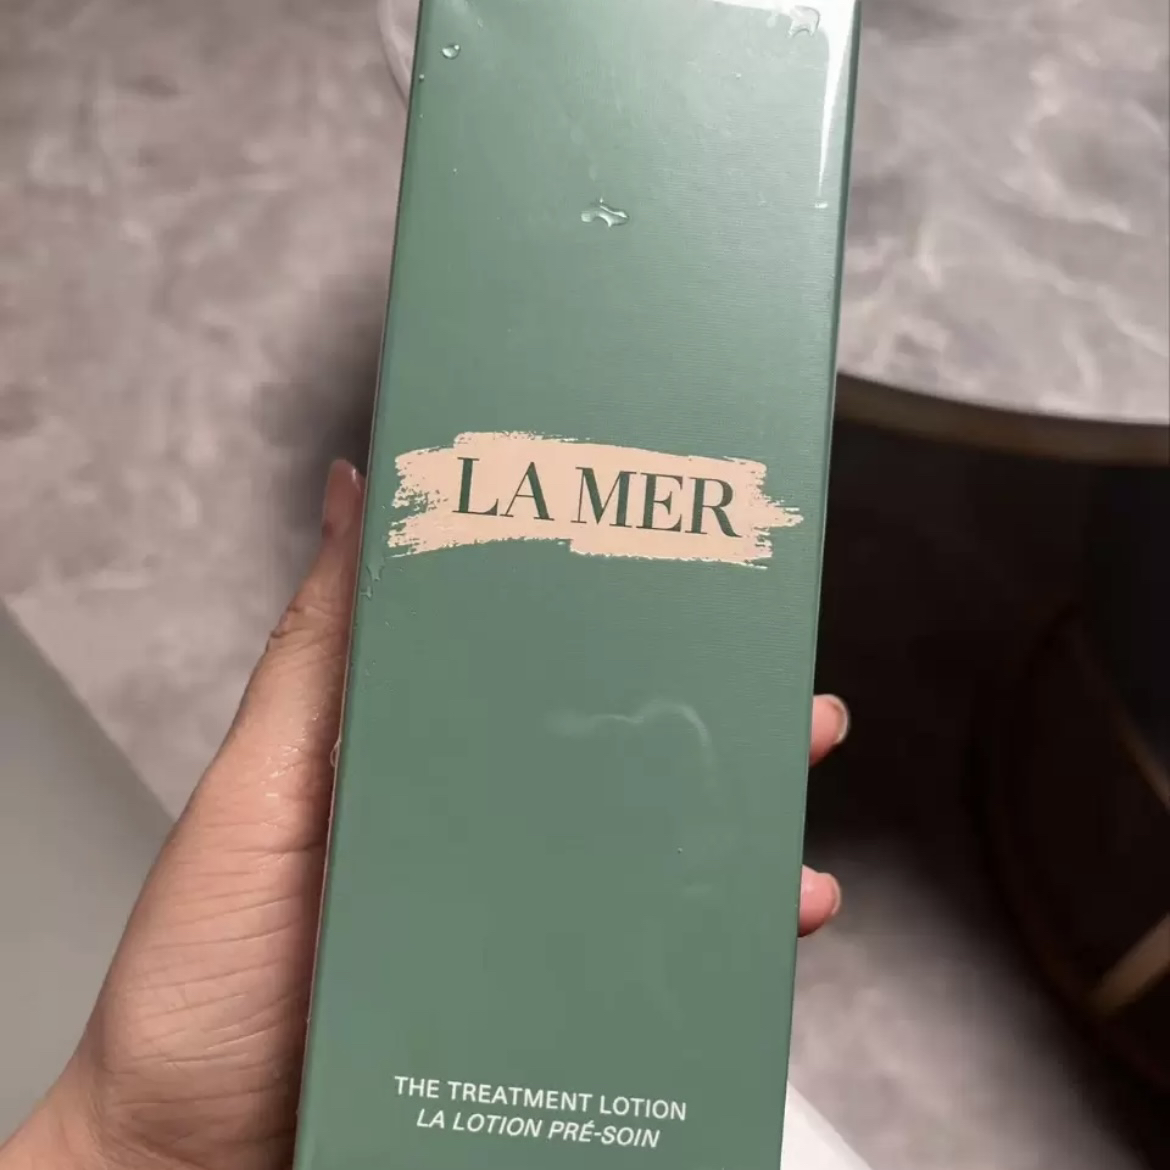 LA MER
THE TREATMENT LOTION
LA LOTION PRÉ-SOIN